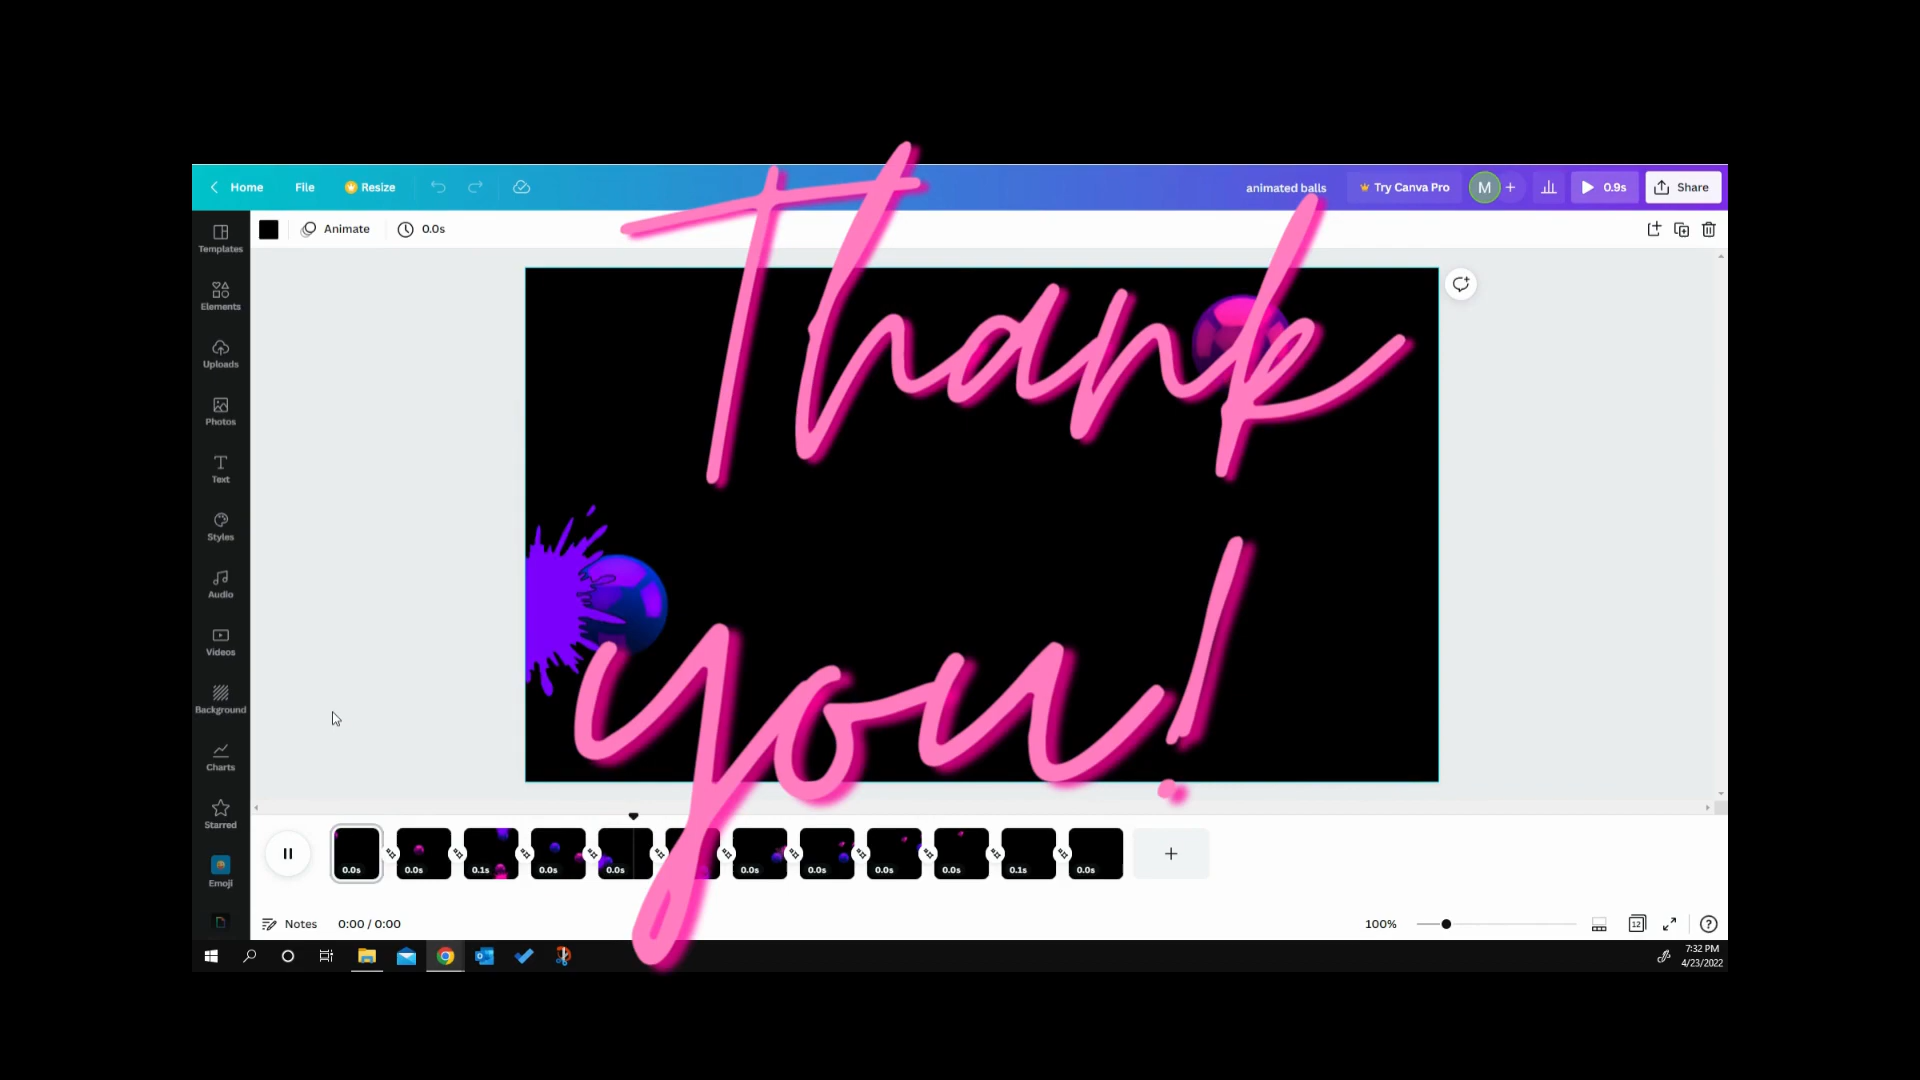 Home File Resize animated balls Try Canva Pro M + 0.9s Share
Animate 0.0s
Templates
Elements
Uploads
Photos
Text
Styles
Audio
Videos
Background
Charts
Starred
Emoji
Thank
you!
0.0s 0.0s 0.1s 0.0s 0.0s 0.0s 0.0s 0.0s 0.0s 0.1s 0.0s
Notes 0:00 / 0:00 100% 12 ?
7:32 PM
4/23/2022